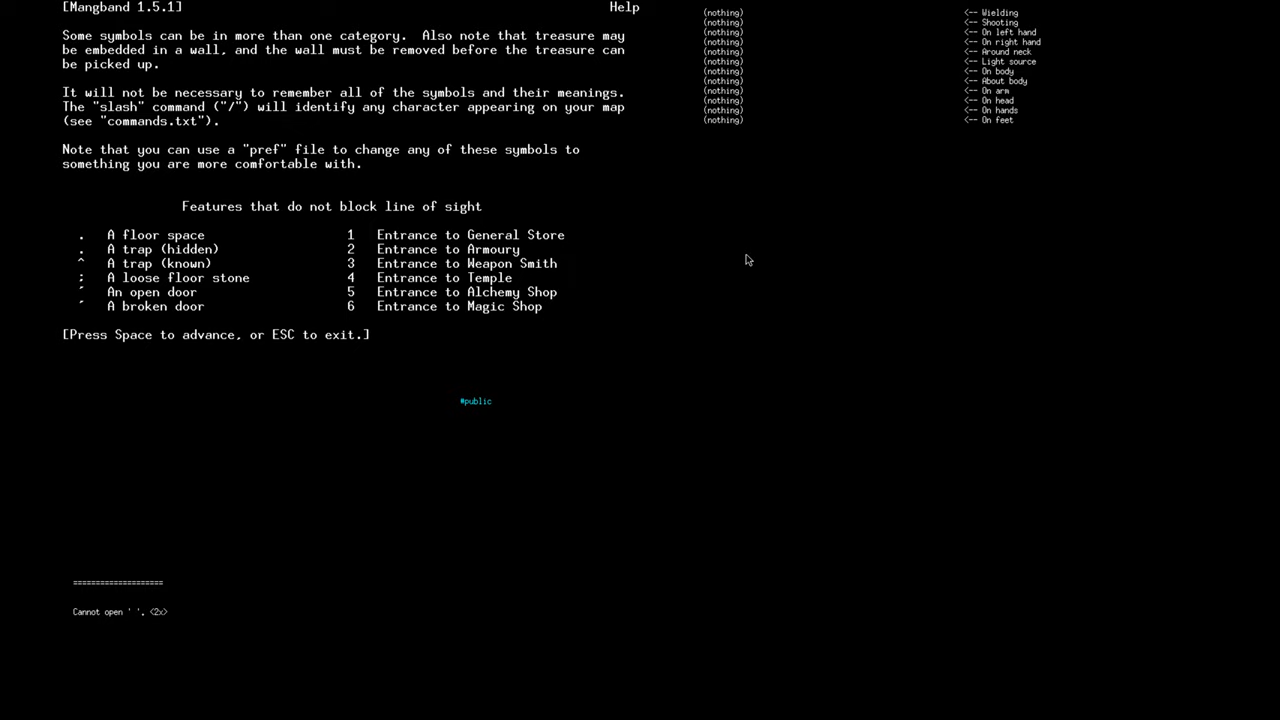 [Mangband 1.5.1] Help
Some symbols can be in more than one category.  Also note that treasure may
be embedded in a wall, and the wall must be removed before the treasure can
be picked up.
It will not be necessary to remember all of the symbols and their meanings.
The "slash" command ("/") will identify any character appearing on your map
(see "commands.txt").
Note that you can use a "pref" file to change any of these symbols to
something you are more comfortable with.
Features that do not block line of sight
. A floor space 1 Entrance to General Store
. A trap (hidden) 2 Entrance to Armoury
^ A trap (known) 3 Entrance to Weapon Smith
; A loose floor stone 4 Entrance to Temple
' An open door 5 Entrance to Alchemy Shop
' A broken door 6 Entrance to Magic Shop
[Press Space to advance, or ESC to exit.]
(nothing) <-- Wielding
(nothing) <-- Shooting
(nothing) <-- On left hand
(nothing) <-- On right hand
(nothing) <-- Around neck
(nothing) <-- Light source
(nothing) <-- On body
(nothing) <-- About body
(nothing) <-- On arm
(nothing) <-- On head
(nothing) <-- On hands
(nothing) <-- On feet
#public
====================
Cannot open ' '. <2x>